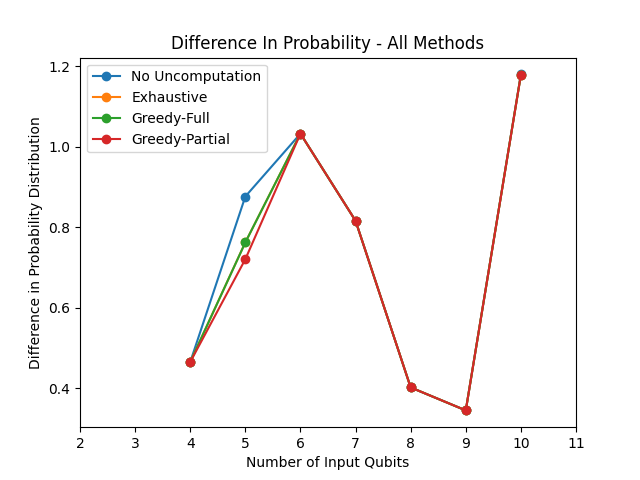 Difference In Probability - All Methods
No Uncomputation
Exhaustive
Greedy-Full
Greedy-Partial
Difference in Probability Distribution
1.2
1.0
0.8
0.6
0.4
2 3 4 5 6 7 8 9 10 11
Number of Input Qubits